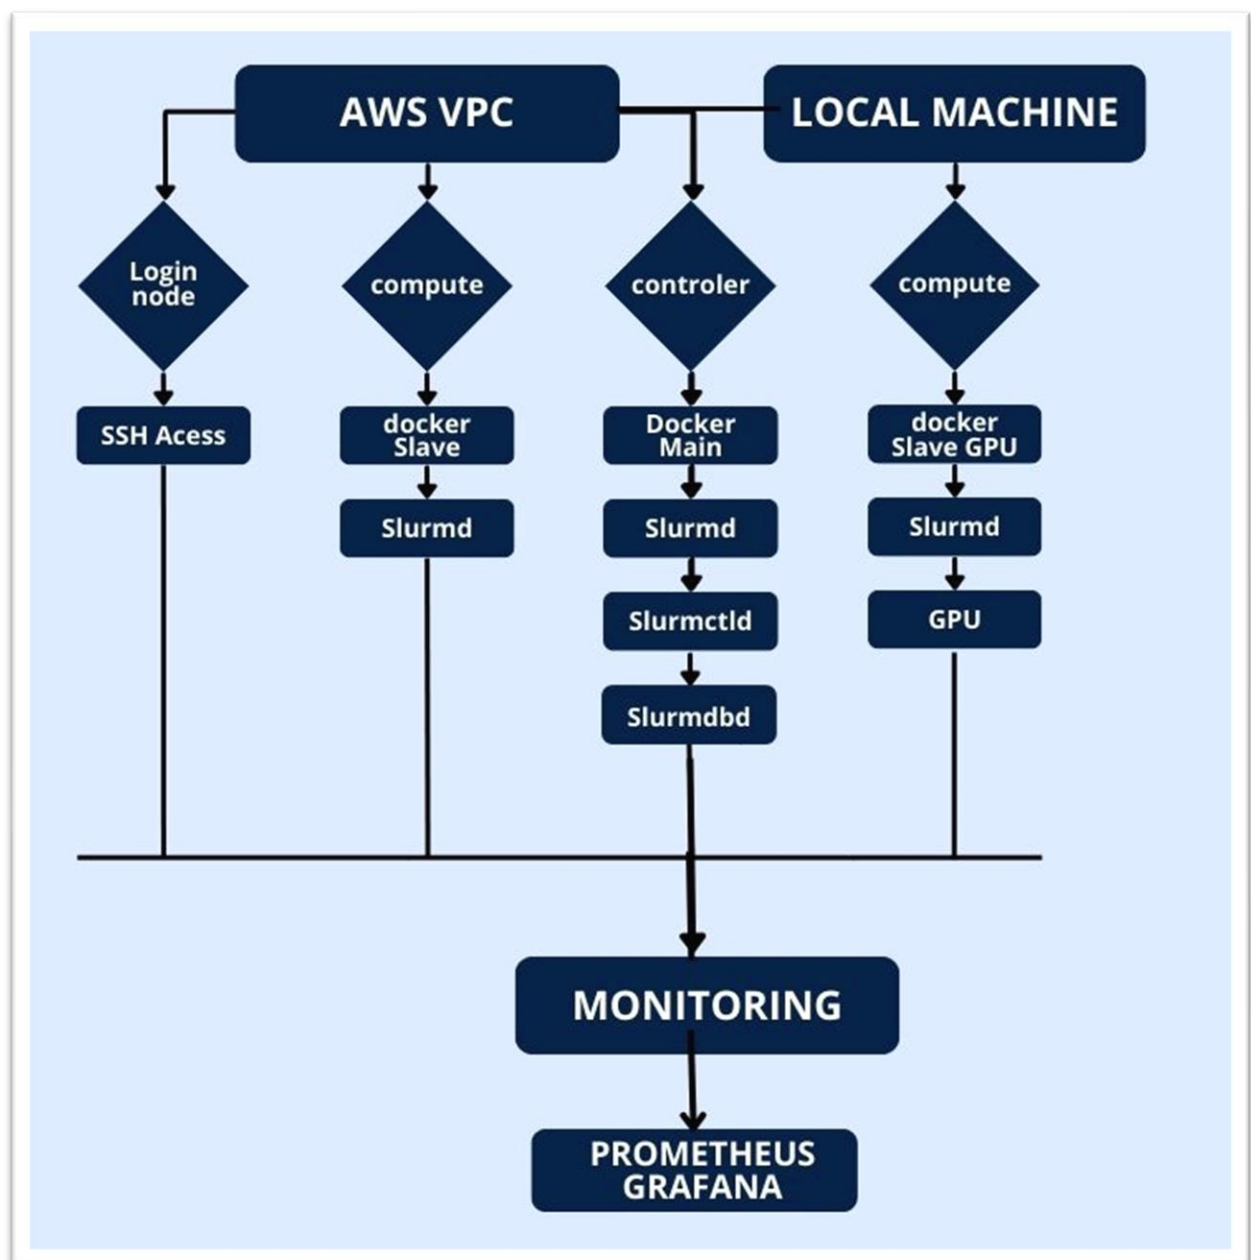 AWS VPC
LOCAL MACHINE
Login
node
compute
controler
compute
SSH Acess
docker
Slave
Docker
Main
docker
Slave GPU
Slurmd
Slurmd
Slurmd
Slurmctld
GPU
Slurmdbd
MONITORING
PROMETHEUS
GRAFANA